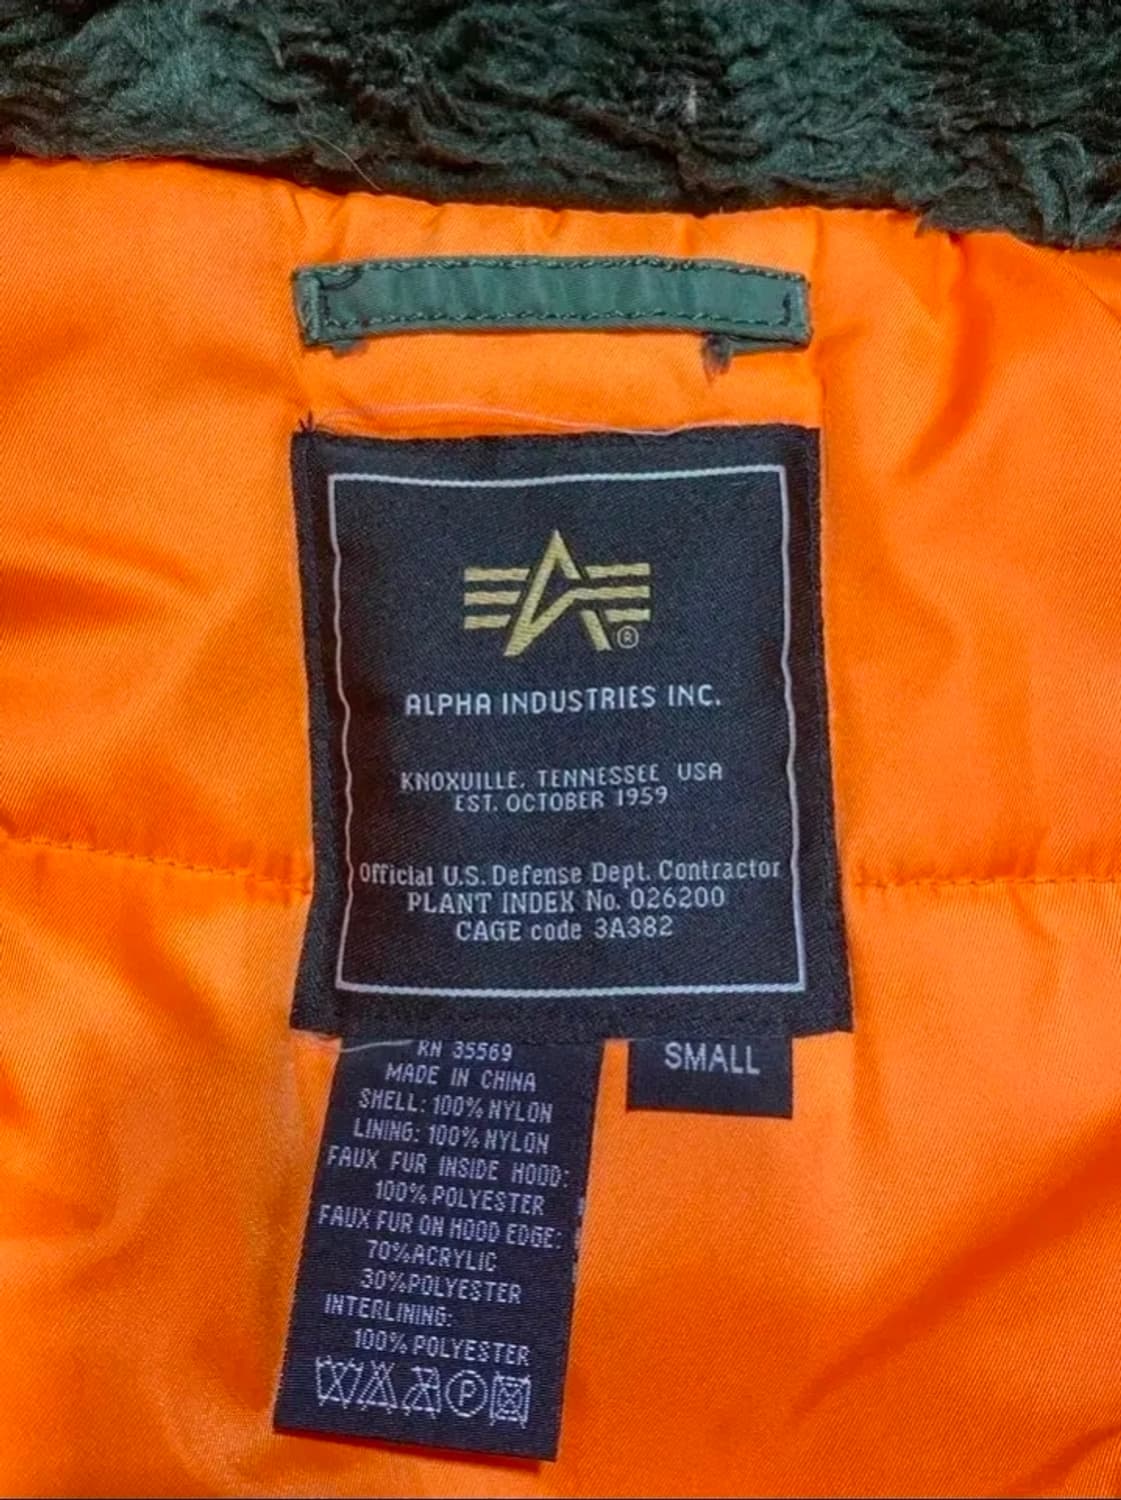 ®
ALPHA INDUSTRIES INC.
KNOXVILLE, TENNESSEE USA
EST. OCTOBER 1959
Official U.S. Defense Dept. Contractor
PLANT INDEX No. 026200
CAGE code 3A382
RN 35569
MADE IN CHINA
SHELL: 100% NYLON
LINING: 100% NYLON
FAUX FUR INSIDE HOOD:
100% POLYESTER
FAUX FUR ON HOOD EDGE:
70%ACRYLIC
30%POLYESTER
INTERLINING:
100% POLYESTER
P
SMALL